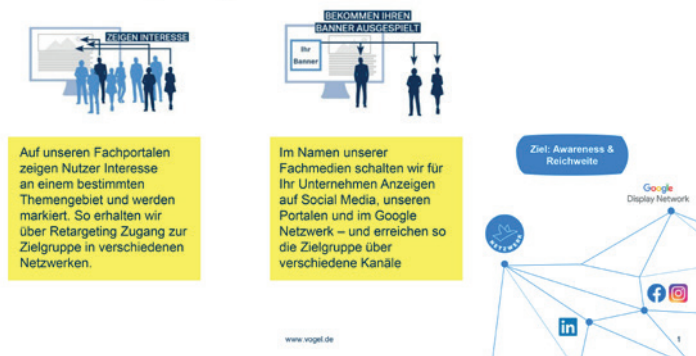 ZEIGEN INTERESSE
BEKOMMEN IHREN
BANNER AUSGESPIELT
Ihr
Banner
Auf unseren Fachportalen
zeigen Nutzer Interesse
an einem bestimmten
Themengebiet und werden
markiert. So erhalten wir
über Retargeting Zugang zur
Zielgruppe in verschiedenen
Netzwerken.
Im Namen unserer
Fachmedien schalten wir für
Ihr Unternehmen Anzeigen
auf Social Media, unseren
Portalen und im Google
Netzwerk – und erreichen so
die Zielgruppe über
verschiedene Kanäle
Ziel: Awareness &
Reichweite
Google
Display Network
NETZWERK
in
www.vogel.de
1